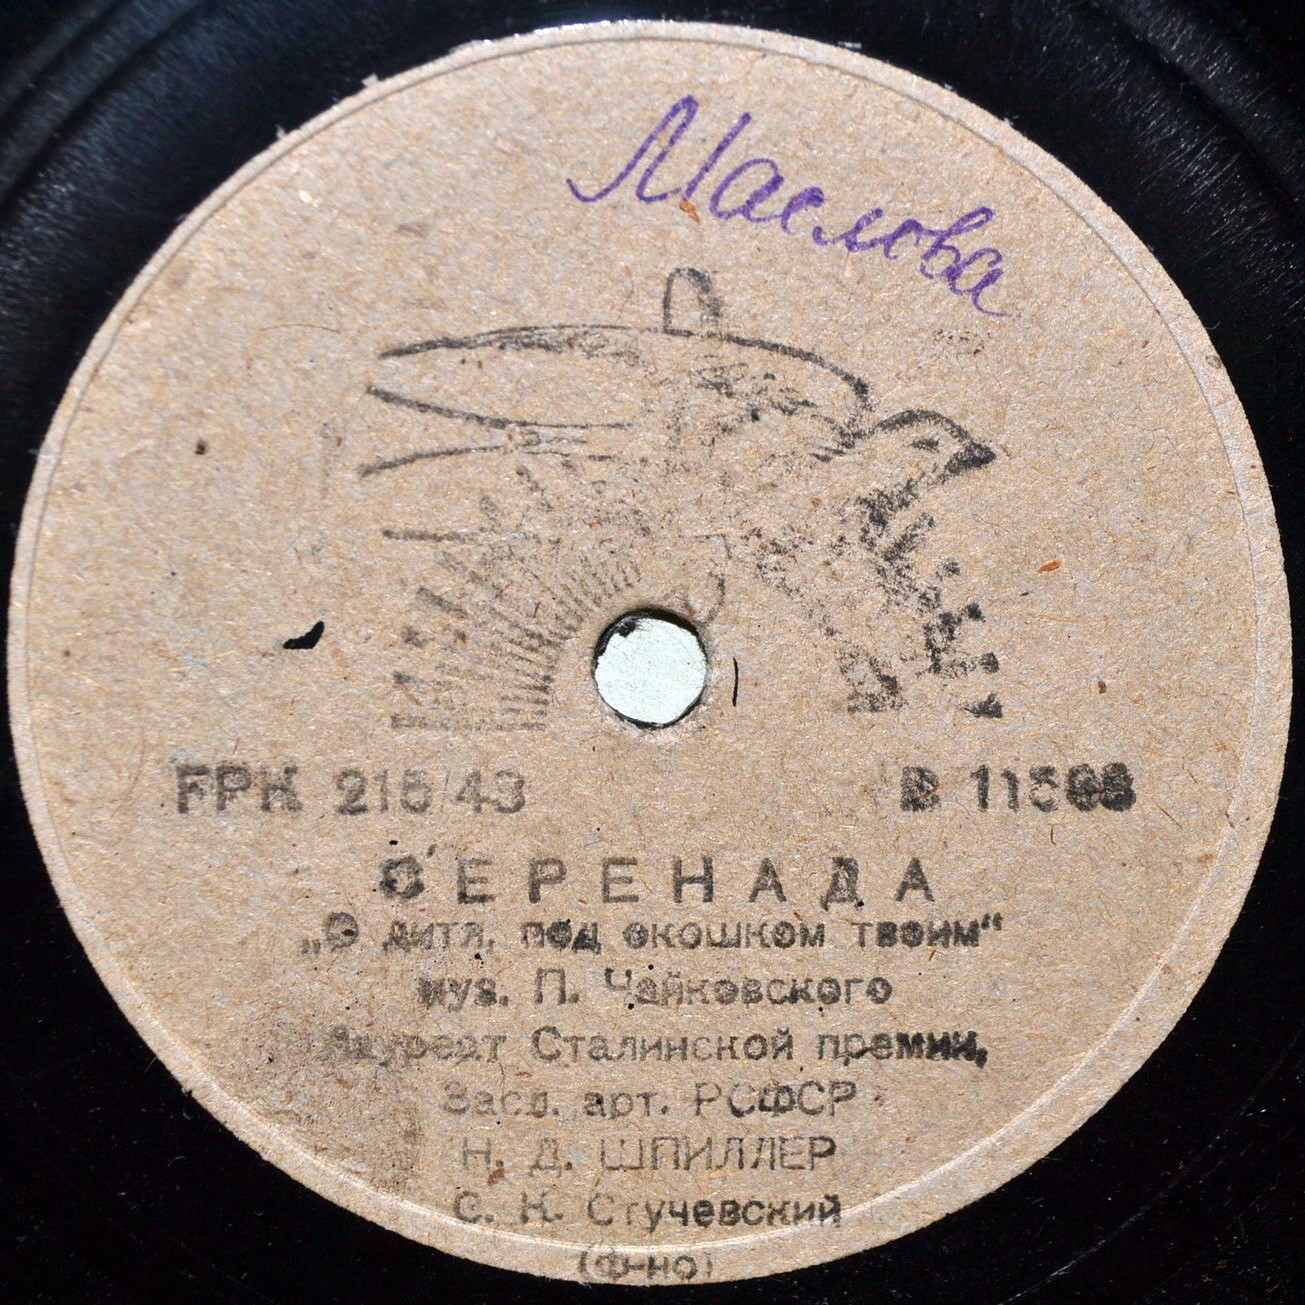 Маслова
ГРК 215/43
В
СЕРЕНАДА
„О дитя, под окошком твоим“
муз. П. Чайковского
Лауреат Сталинской премии,
Засл. арт. РСФСР
Н. Д. ШПИЛЛЕР
С. К. Стучевский
(Ф-но)